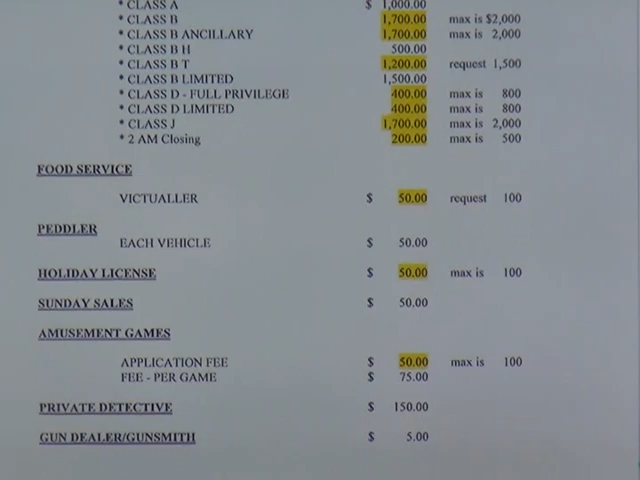 * CLASS A $ 1,000.00
* CLASS B 1,700.00 max is $2,000
* CLASS B ANCILLARY 1,700.00 max is 2,000
* CLASS B H 500.00
* CLASS B T 1,200.00 request 1,500
* CLASS B LIMITED 1,500.00
* CLASS D - FULL PRIVILEGE 400.00 max is 800
* CLASS D LIMITED 400.00 max is 800
* CLASS J 1,700.00 max is 2,000
* 2 AM Closing 200.00 max is 500
FOOD SERVICE
VICTUALLER $ 50.00 request 100
PEDDLER
EACH VEHICLE $ 50.00
HOLIDAY LICENSE $ 50.00 max is 100
SUNDAY SALES $ 50.00
AMUSEMENT GAMES
APPLICATION FEE $ 50.00 max is 100
FEE - PER GAME $ 75.00
PRIVATE DETECTIVE $ 150.00
GUN DEALER/GUNSMITH $ 5.00